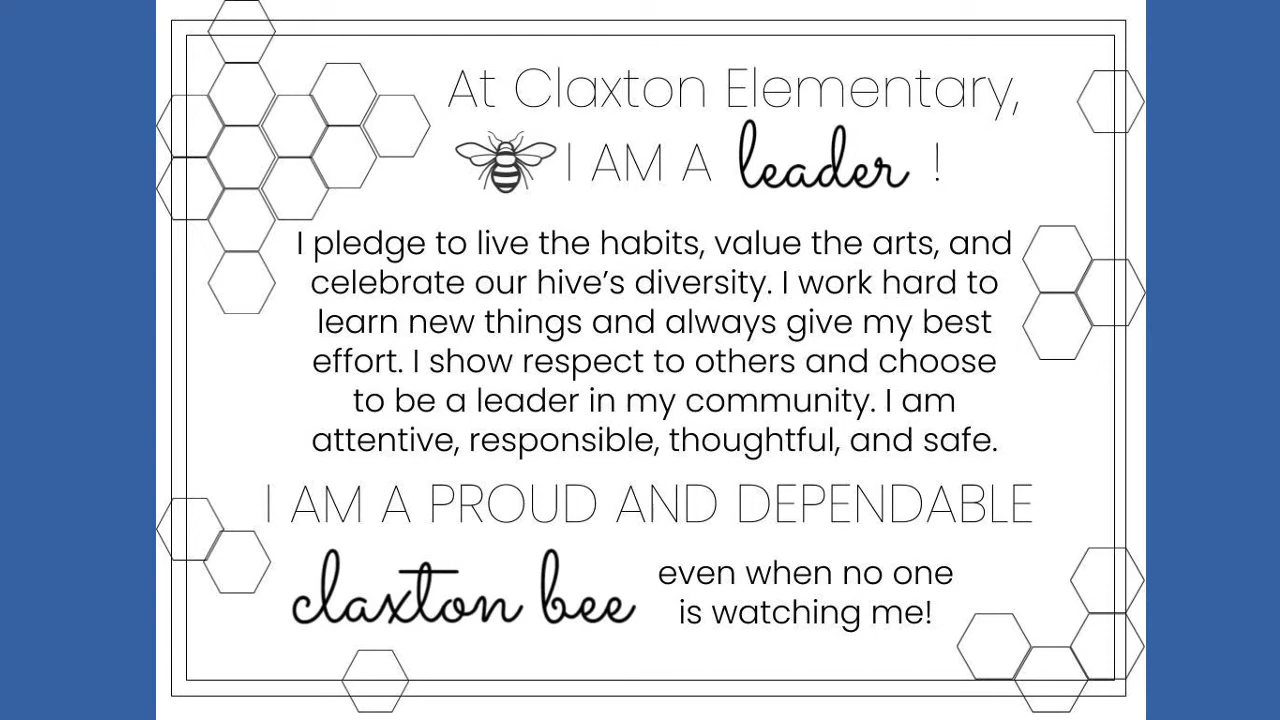 At Claxton Elementary,
I AM A leader !
I pledge to live the habits, value the arts, and
celebrate our hive’s diversity. I work hard to
learn new things and always give my best
effort. I show respect to others and choose
to be a leader in my community. I am
attentive, responsible, thoughtful, and safe.
I AM A PROUD AND DEPENDABLE
claxton bee
even when no one
is watching me!